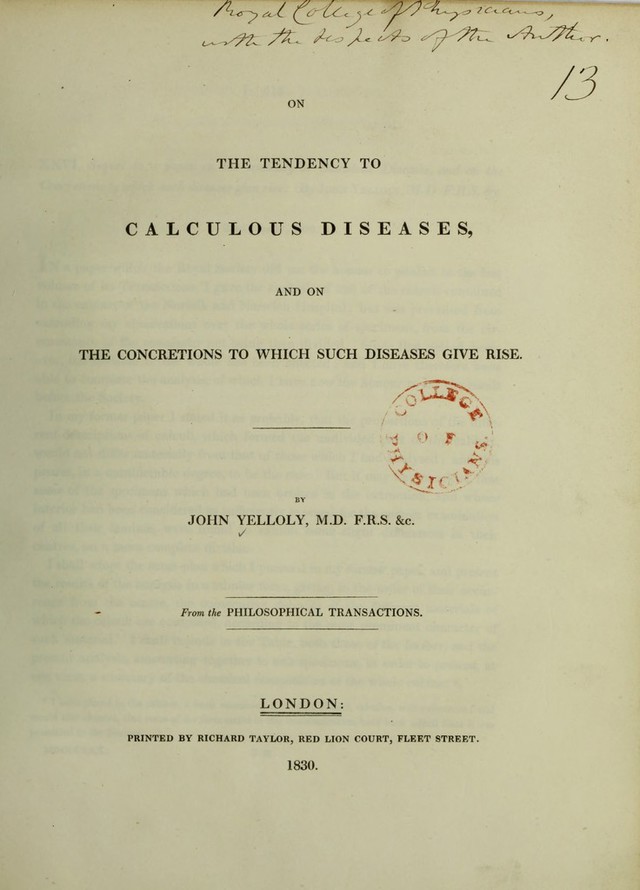 Royal College of Physicians,
with the respects of the Author.
13
ON
THE TENDENCY TO
CALCULOUS DISEASES,
AND ON
THE CONCRETIONS TO WHICH SUCH DISEASES GIVE RISE.
COLLEGE
OF
PHYSICIANS.
BY
JOHN YELLOLY, M.D. F.R.S. &c.
From the PHILOSOPHICAL TRANSACTIONS.
LONDON:
PRINTED BY RICHARD TAYLOR, RED LION COURT, FLEET STREET.
1830.